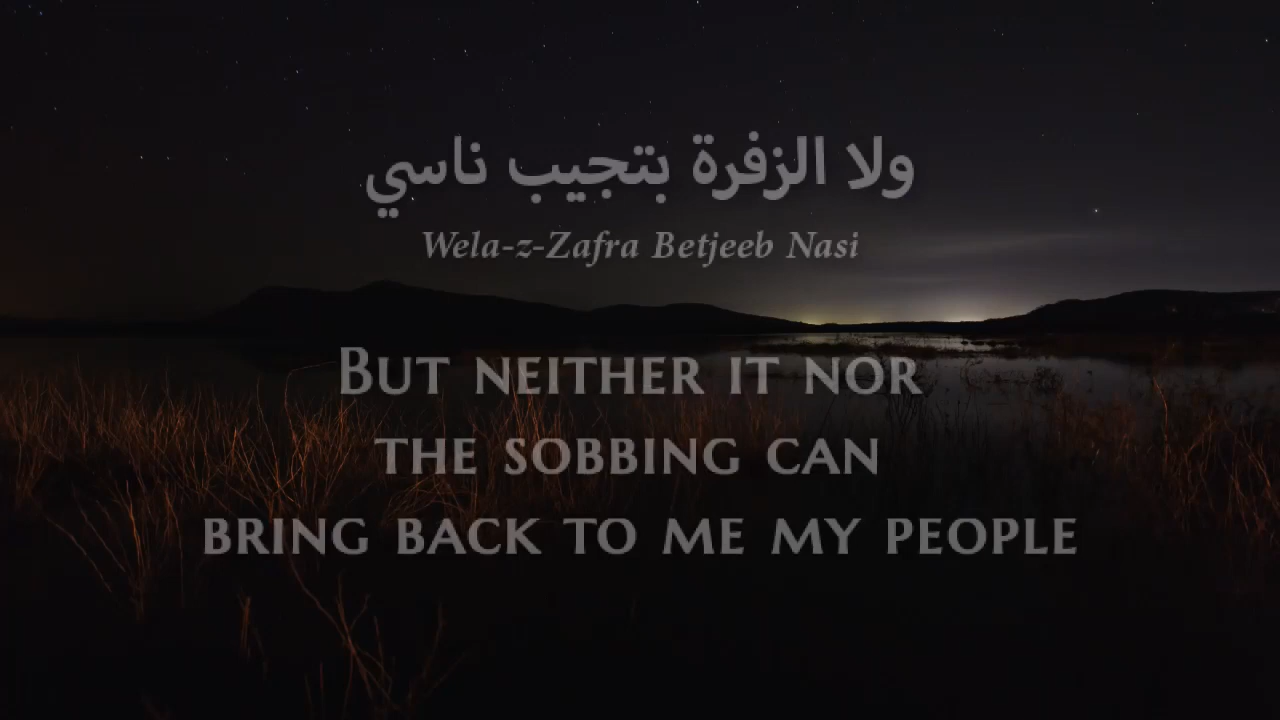 ولا الزفرة بتجيب ناسي
Wela-z-Zafra Betjeeb Nasi
But neither it nor
the sobbing can
bring back to me my people